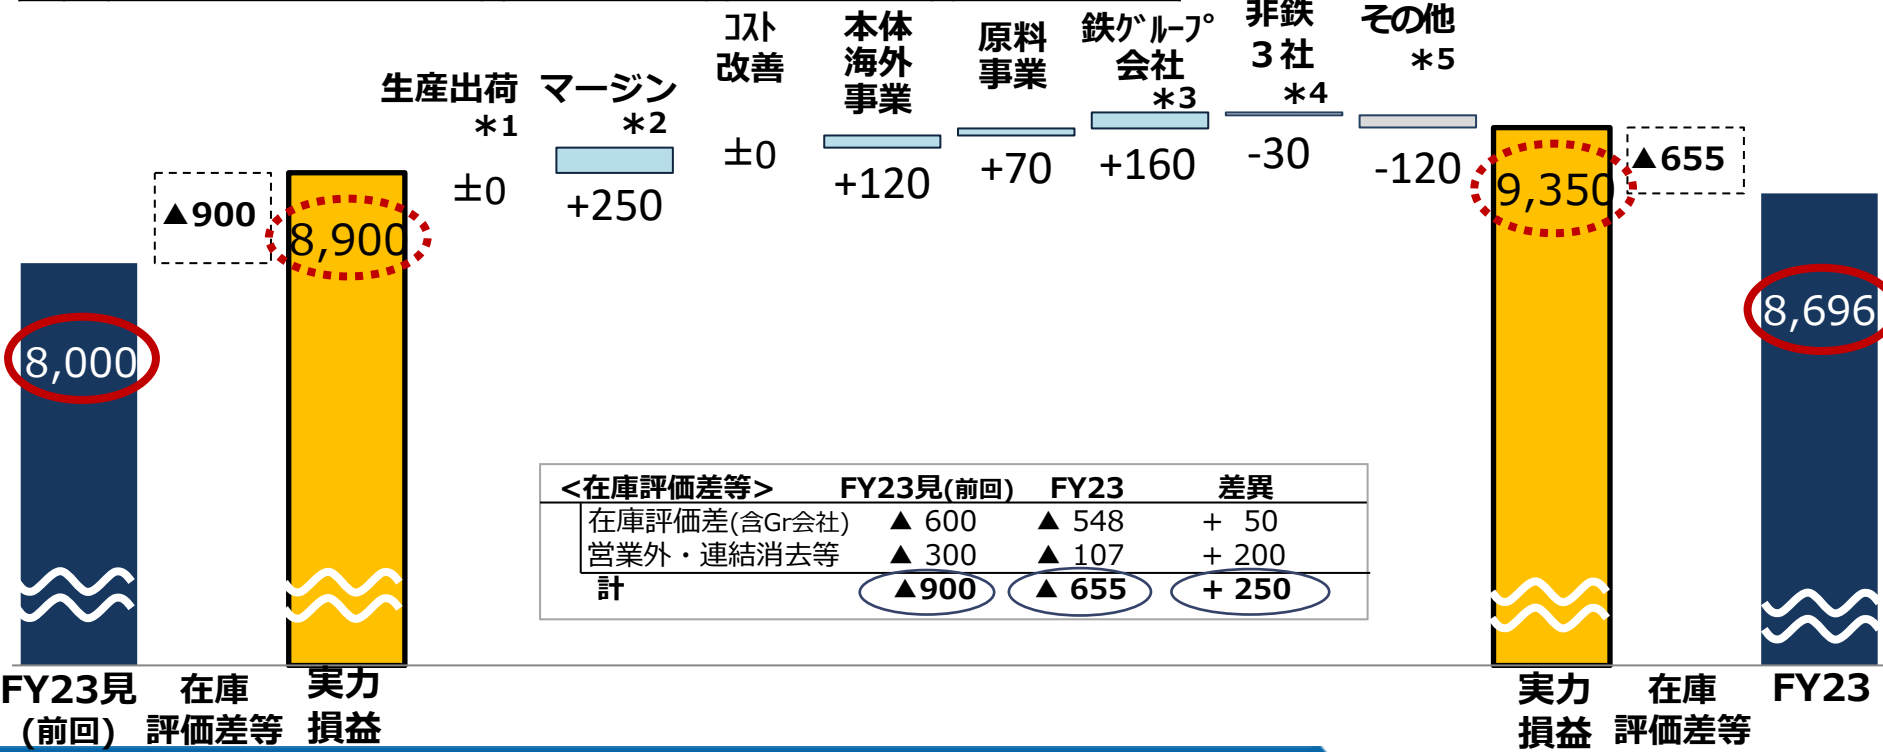 コスト
改善
本体
海外
事業
原料
事業
鉄グループ
会社
*3
非鉄
3社
*4
その他
*5
生産出荷
*1
マージン
*2
±0
+250
±0
+120
+70
+160
-30
-120
▲900
8,900
8,000
9,350
▲655
8,696
<在庫評価差等> FY23見(前回) FY23 差異
在庫評価差(含Gr会社) ▲ 600 ▲ 548 + 50
営業外・連結消去等 ▲ 300 ▲ 107 + 200
計 ▲900 ▲ 655 + 250
FY23見
(前回)
在庫
評価差等
実力
損益
実力
損益
在庫
評価差等
FY23